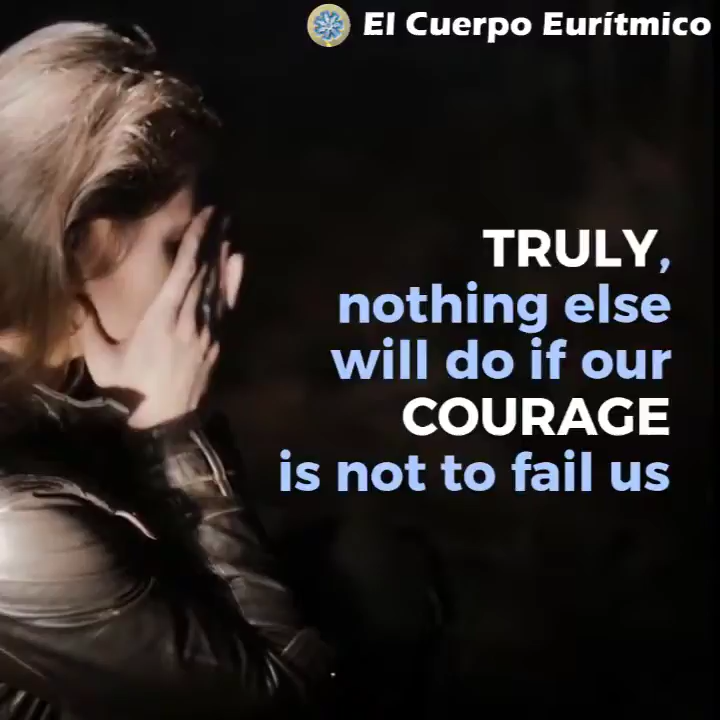 El Cuerpo Eurítmico
TRULY,
nothing else
will do if our
COURAGE
is not to fail us